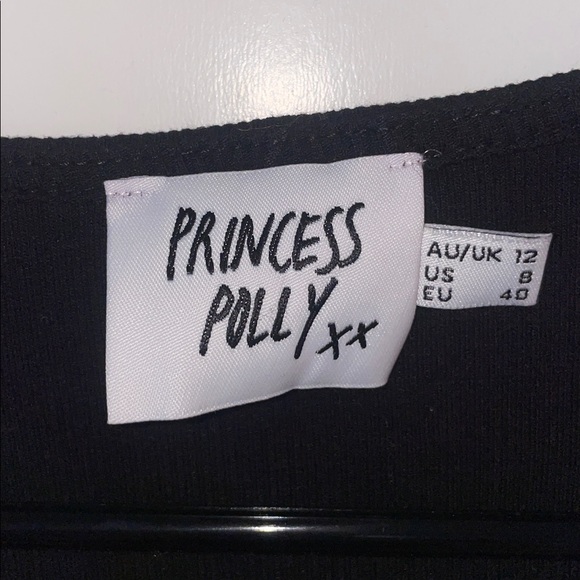 PRINCESS
POLLY xx
AU/UK 12
US 8
EU 40